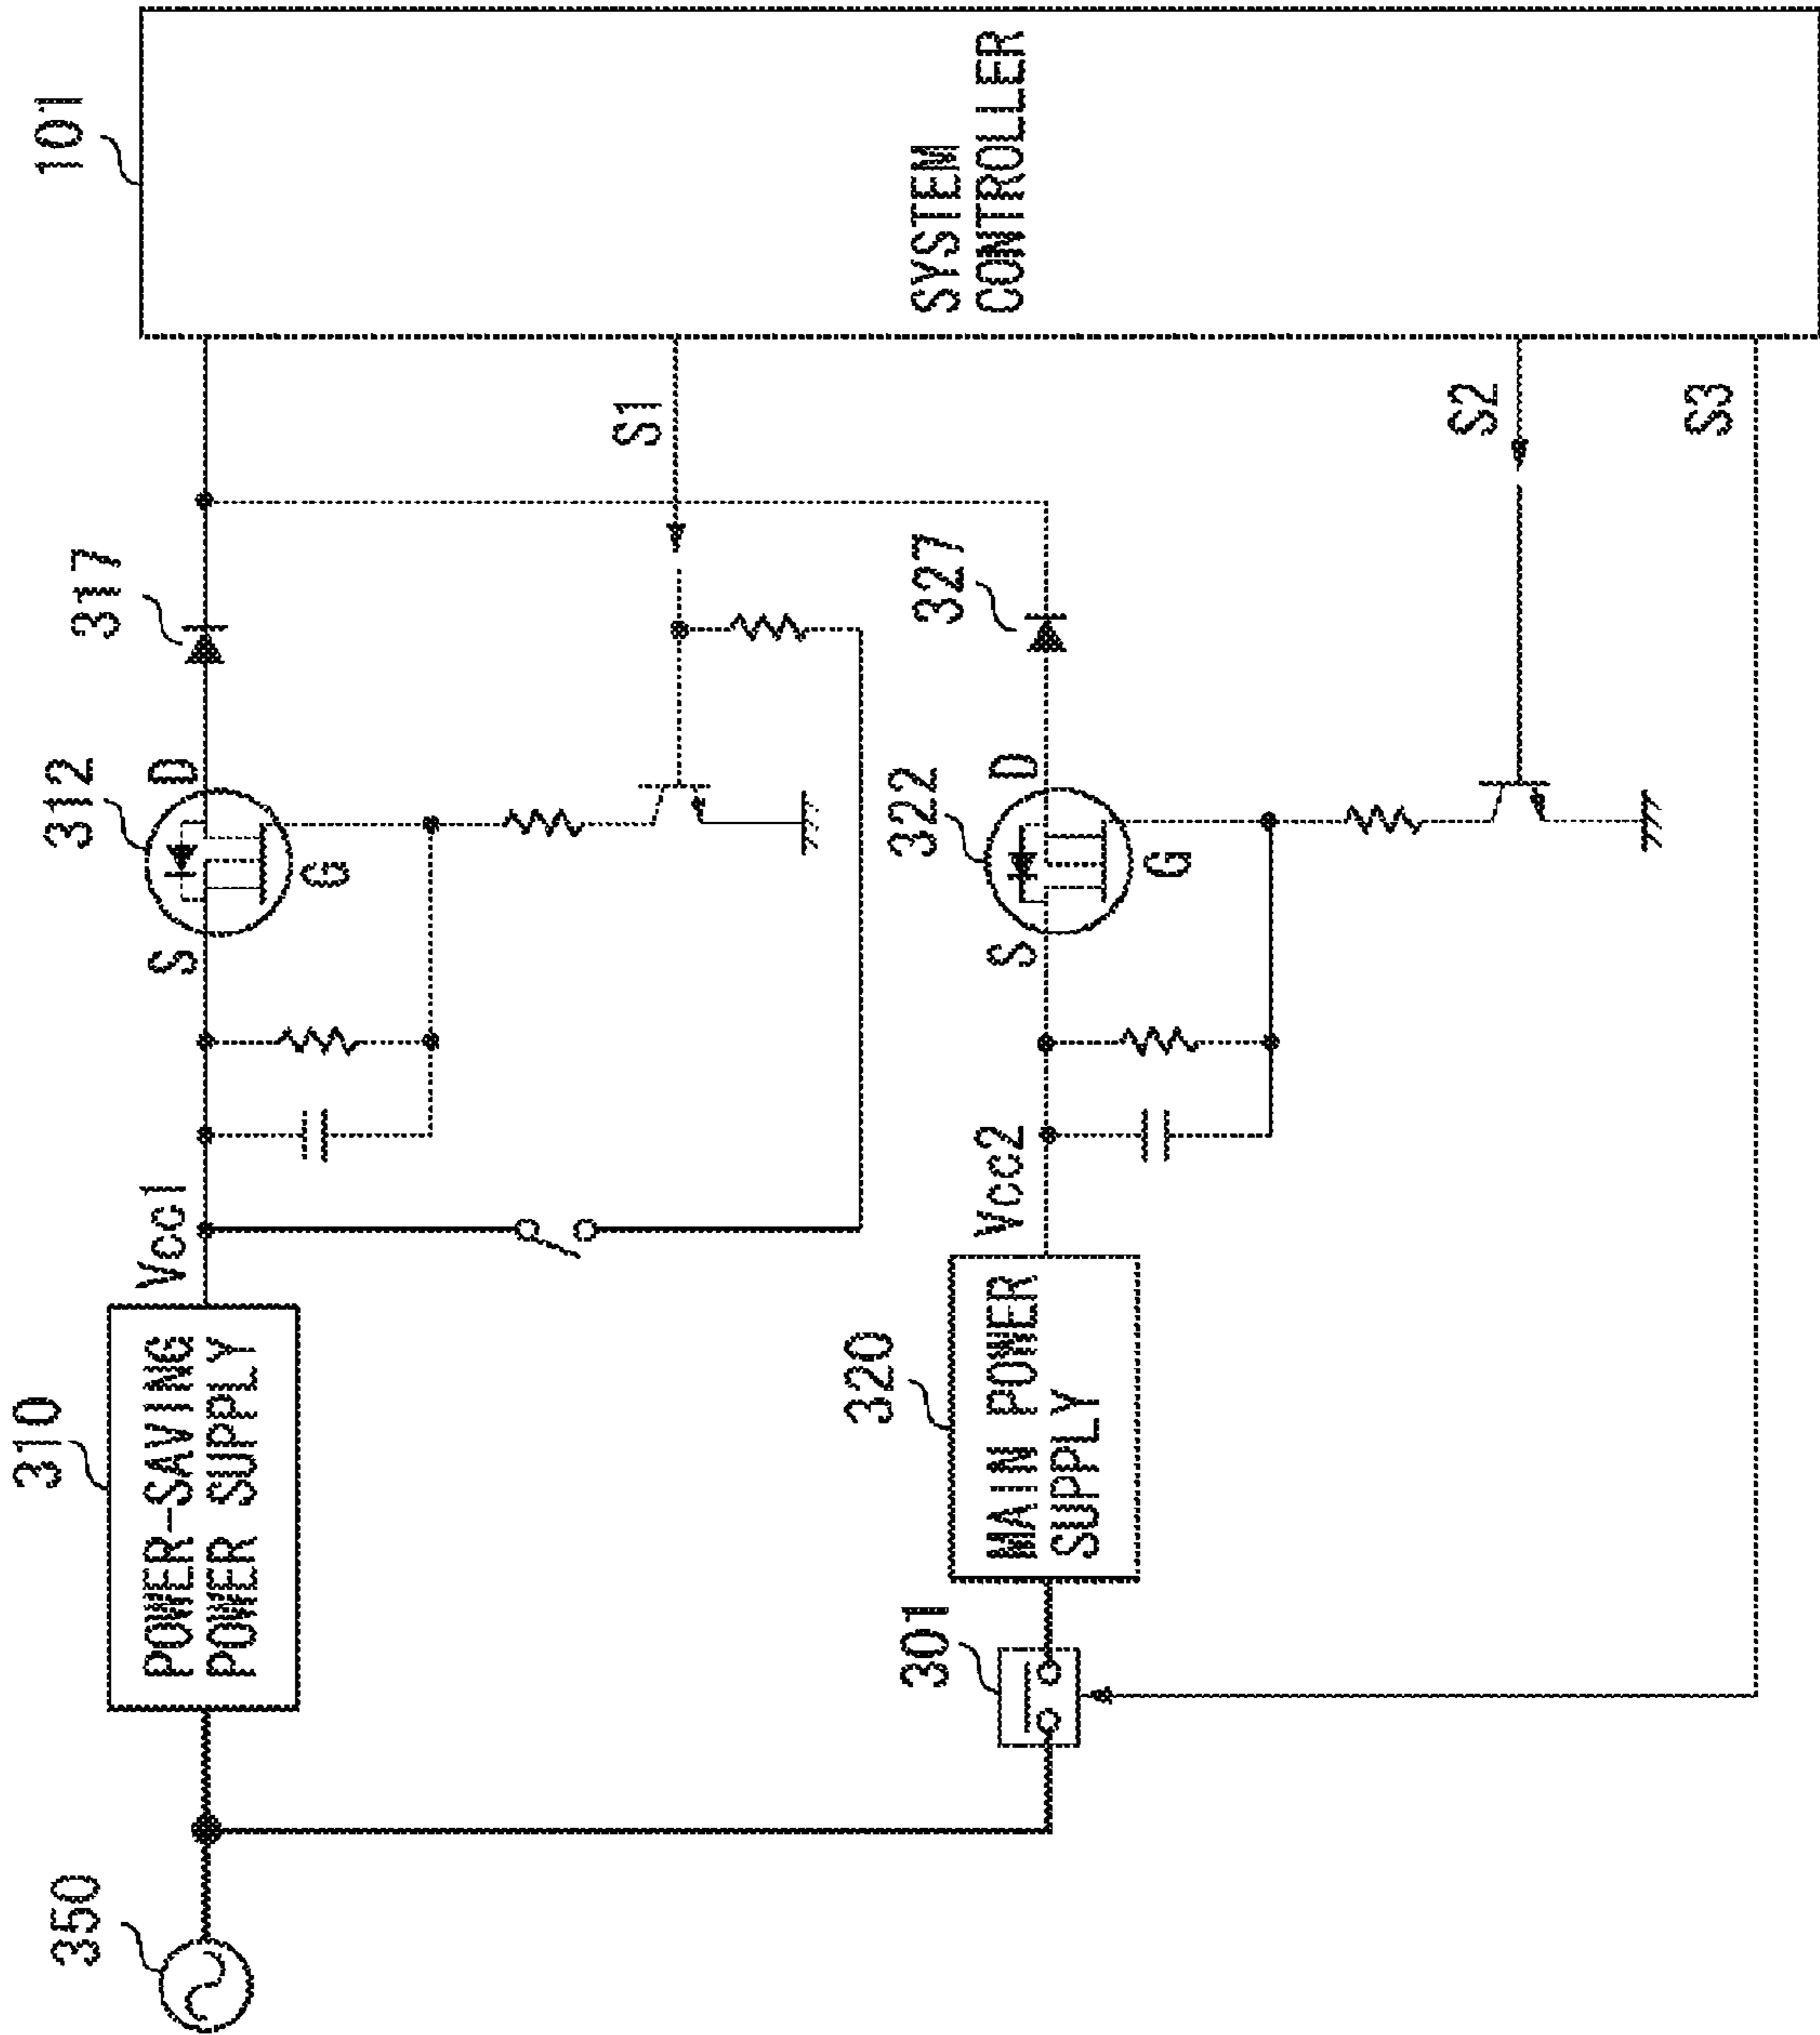 350
310
POWER-SAVING
POWER SUPPLY
Vcc1
S
312
D
G
317
101
S1
SYSTEM
CONTROLLER
301
320
MAIN POWER
SUPPLY
Vcc2
S
322
D
G
327
S2
S3